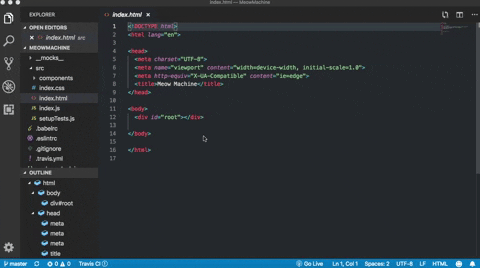 index.html — MeowMachine
EXPLORER
OPEN EDITORS
index.html src
MEOWMACHINE
__mocks__
src
components
index.css
index.html
index.js
setupTests.js
.babelrc
.eslintrc
.gitignore
.travis.yml
OUTLINE
html
body
div#root
head
meta
meta
meta
title
index.html
1 <!DOCTYPE html>
2 <html lang="en">
3
4 <head>
5 <meta charset="UTF-8">
6 <meta name="viewport" content="width=device-width, initial-scale=1.0">
7 <meta http-equiv="X-UA-Compatible" content="ie=edge">
8 <title>Meow Machine</title>
9 </head>
10
11 <body>
12 <div id="root"></div>
13
14 </body>
15
16 </html>
17
master 0 0 Travis CI Go Live Ln 1, Col 1 Spaces: 2 UTF-8 LF HTML